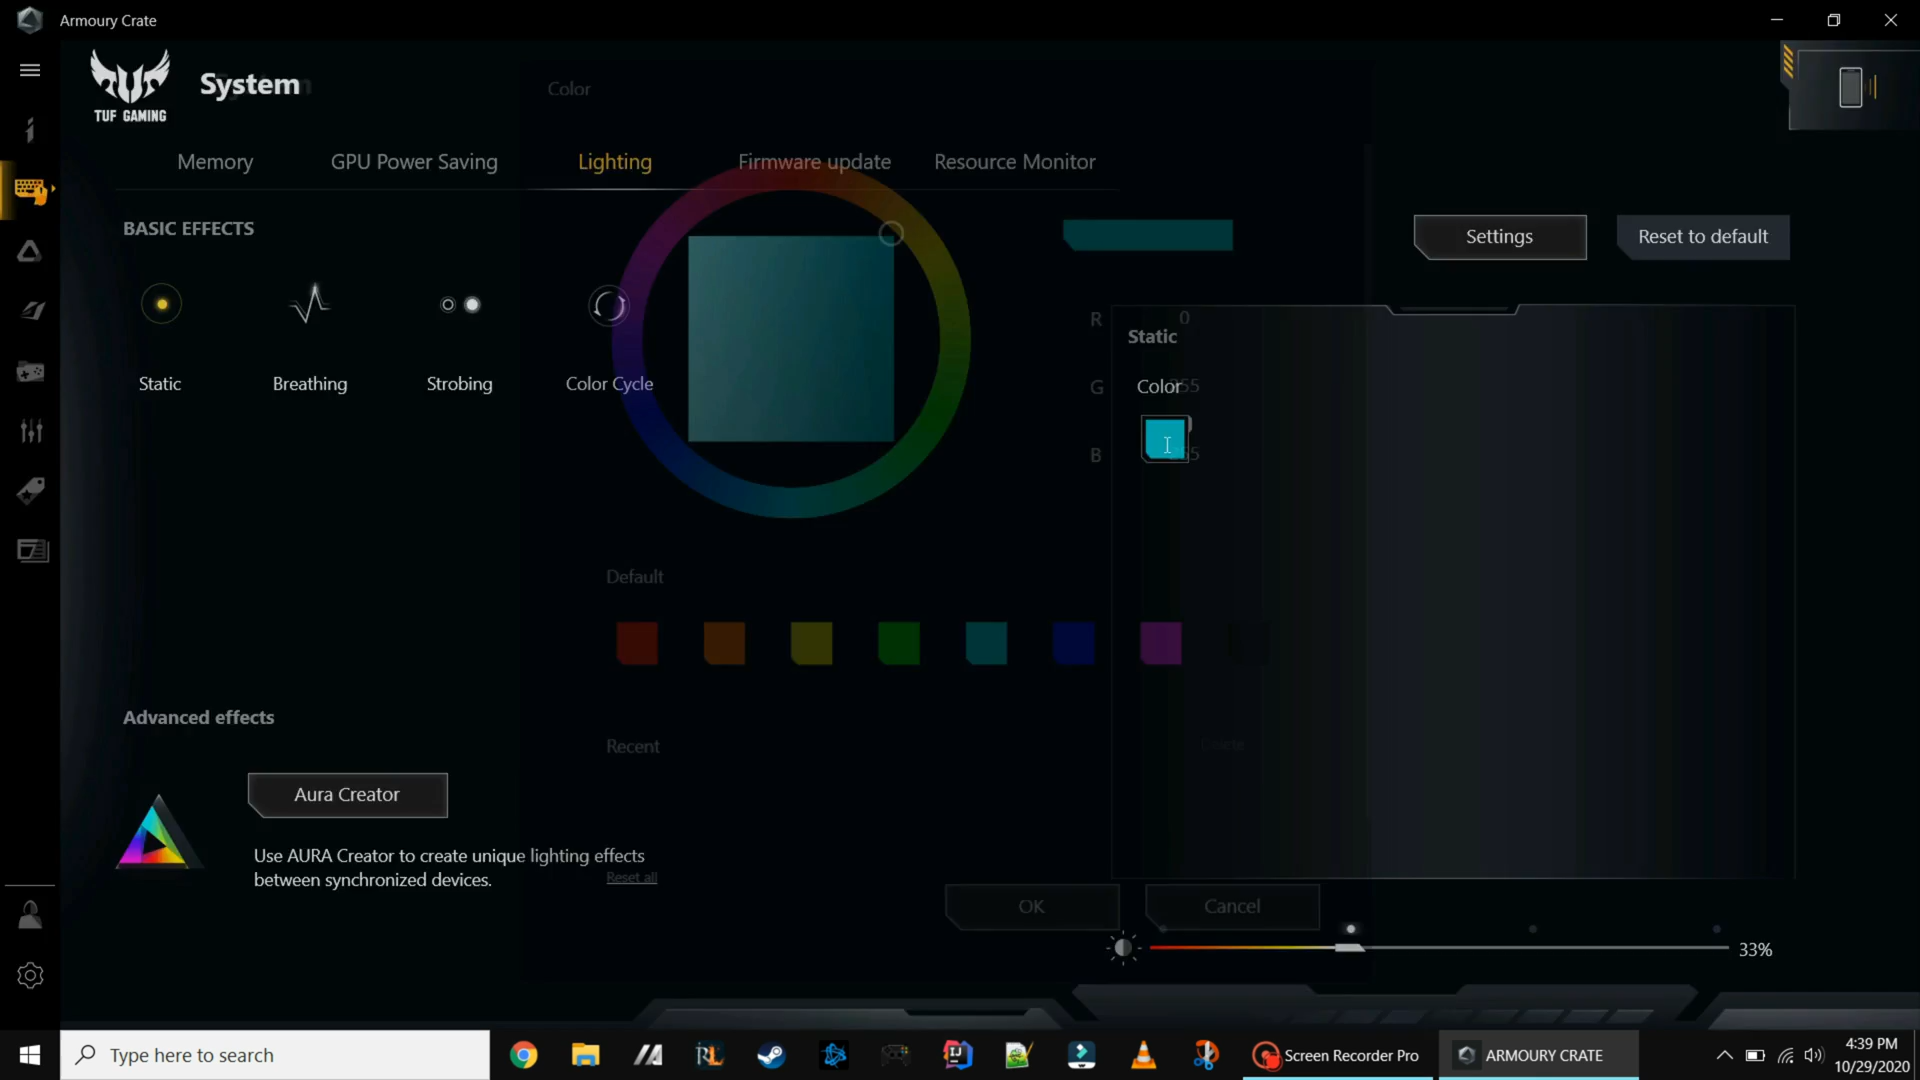 Armoury Crate
TUF GAMING
System
Color
Memory
GPU Power Saving
Lighting
Firmware update
Resource Monitor
BASIC EFFECTS
Settings
Reset to default
Static
Breathing
Strobing
Color Cycle
R 0
Static
G
Color
B
Default
Advanced effects
Recent
Delete
Aura Creator
Use AURA Creator to create unique lighting effects
between synchronized devices.
Reset all
OK
Cancel
33%
Type here to search
Screen Recorder Pro
ARMOURY CRATE
4:39 PM
10/29/2020